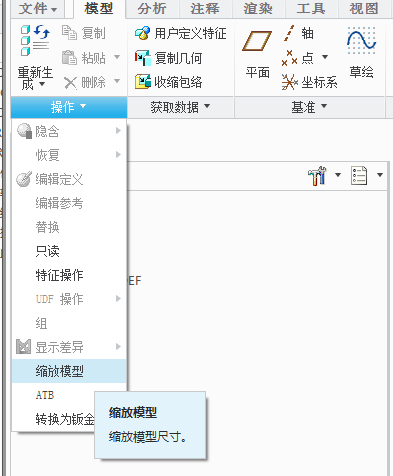 文件 模型 分析 注释 渲染 工具 视图
重新生成
复制
粘贴
删除
用户定义特征
复制几何
收缩包络
平面
轴
点
坐标系
草绘
操作 获取数据 基准
隐含
恢复
编辑定义
编辑参考
替换
只读
特征操作
EF
UDF 操作
组
显示差异
缩放模型
ATB
转换为钣金
缩放模型
缩放模型尺寸。